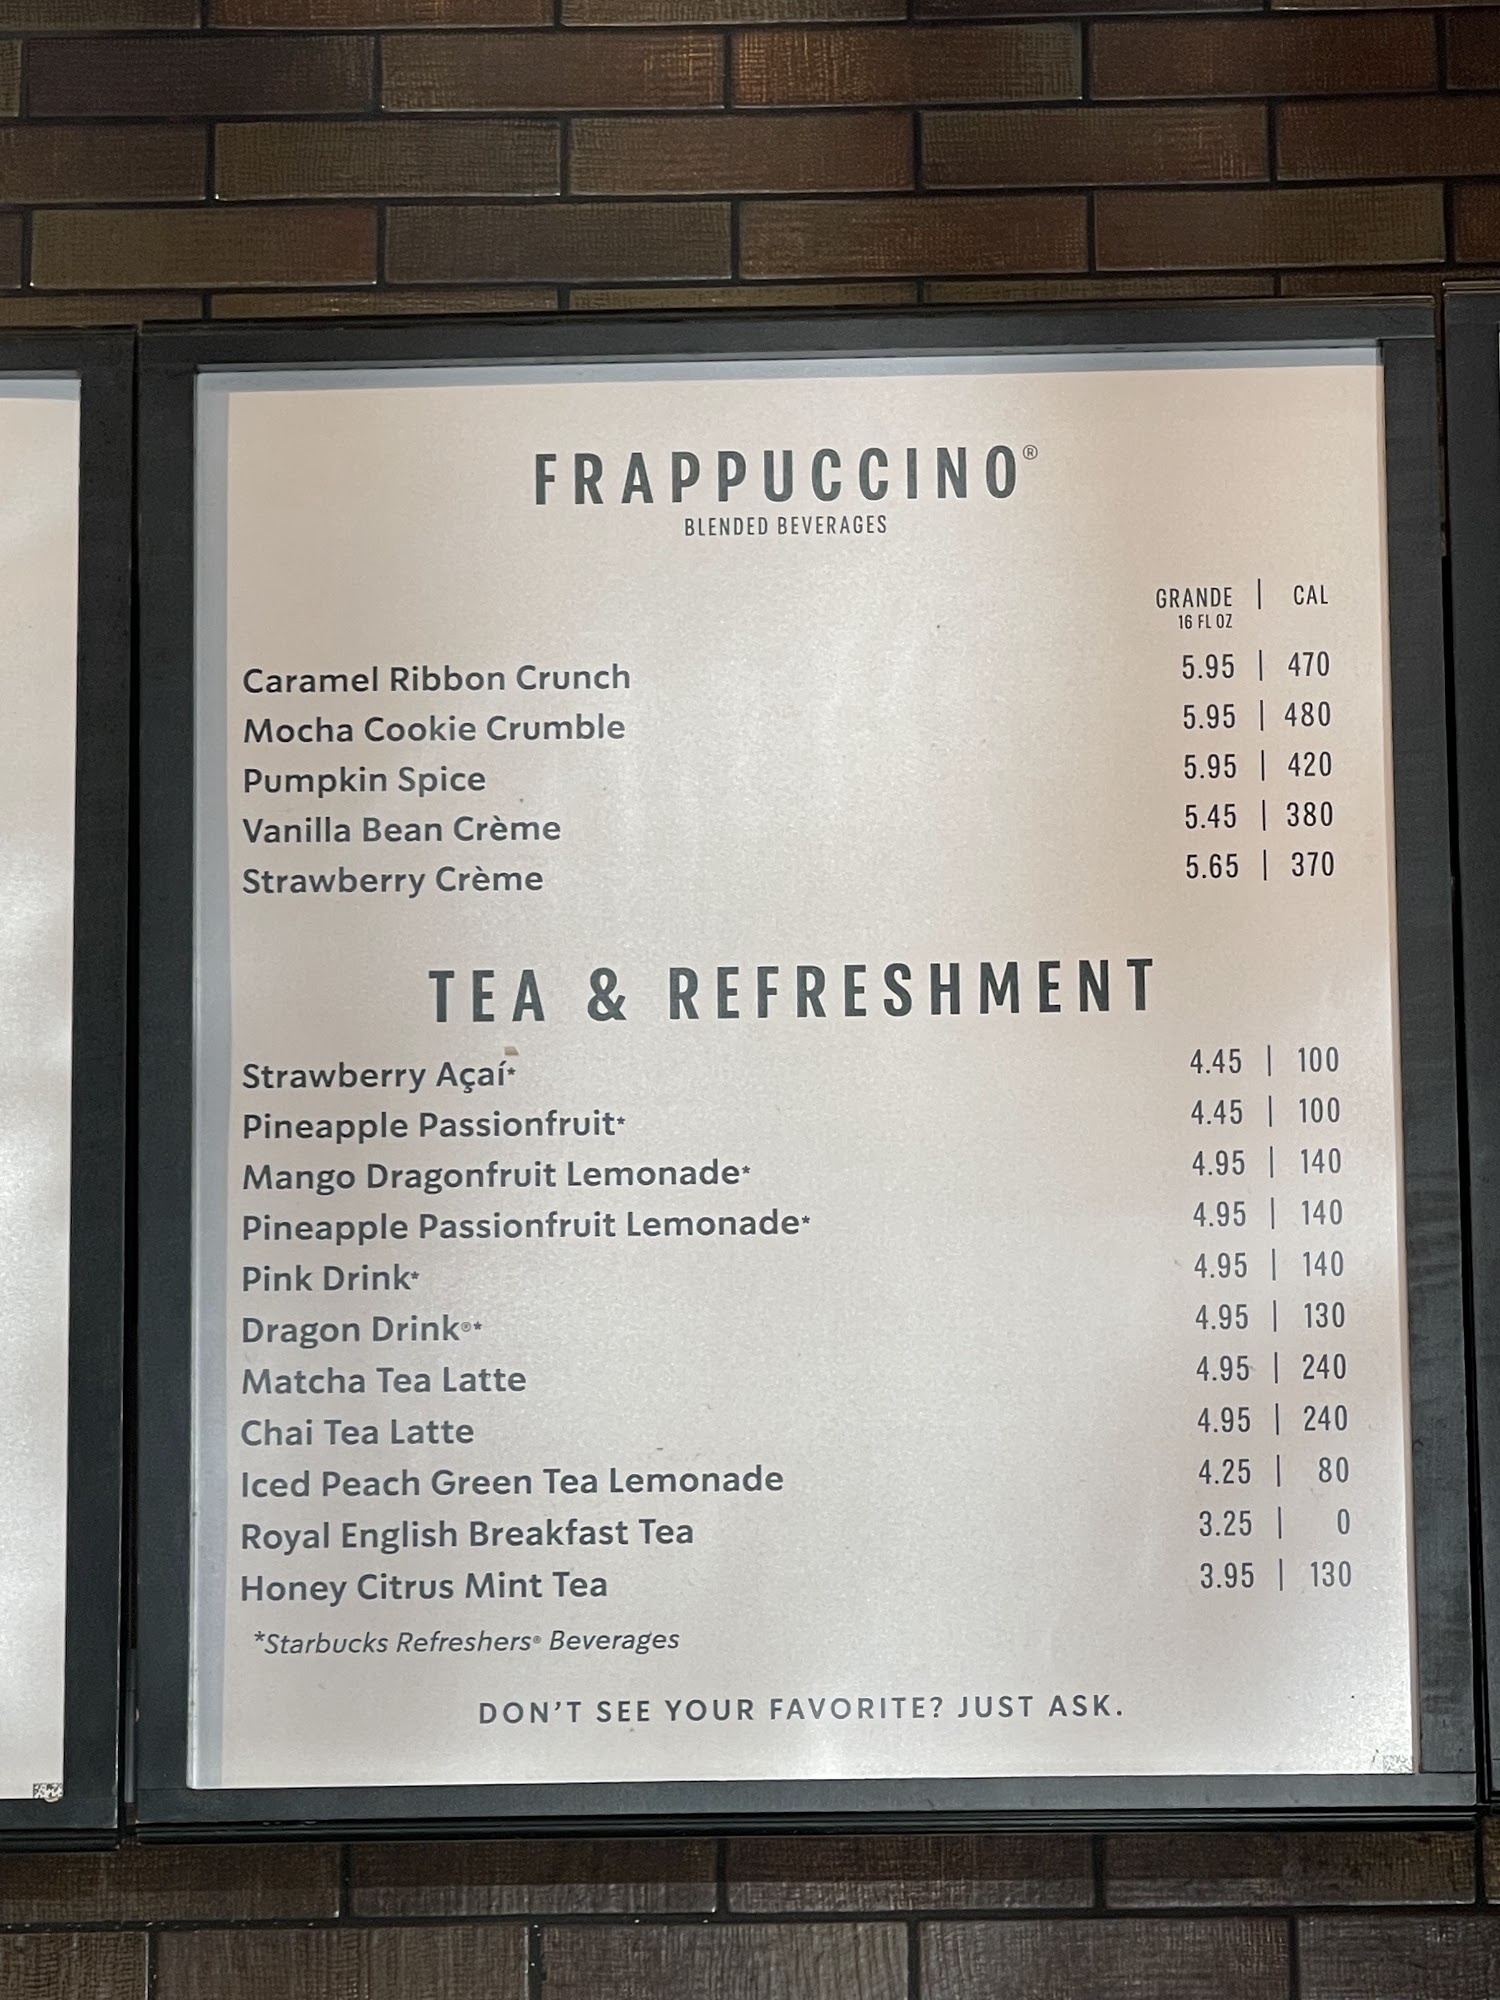 FRAPPUCCINO®
BLENDED BEVERAGES
GRANDE | CAL
16 FL OZ
Caramel Ribbon Crunch 5.95 | 470
Mocha Cookie Crumble 5.95 | 480
Pumpkin Spice 5.95 | 420
Vanilla Bean Crème 5.45 | 380
Strawberry Crème 5.65 | 370
TEA & REFRESHMENT
Strawberry Açaí* 4.45 | 100
Pineapple Passionfruit* 4.45 | 100
Mango Dragonfruit Lemonade* 4.95 | 140
Pineapple Passionfruit Lemonade* 4.95 | 140
Pink Drink* 4.95 | 140
Dragon Drink®* 4.95 | 130
Matcha Tea Latte 4.95 | 240
Chai Tea Latte 4.95 | 240
Iced Peach Green Tea Lemonade 4.25 | 80
Royal English Breakfast Tea 3.25 | 0
Honey Citrus Mint Tea 3.95 | 130
*Starbucks Refreshers® Beverages
DON'T SEE YOUR FAVORITE? JUST ASK.